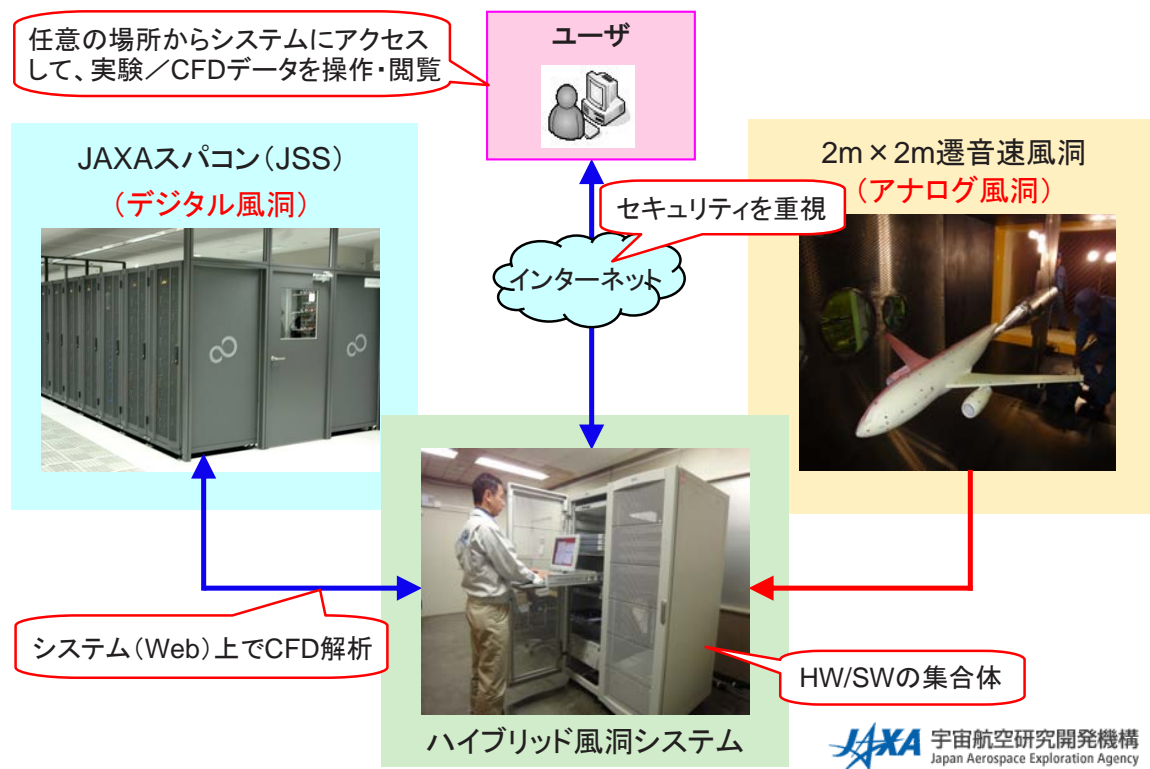 任意の場所からシステムにアクセス
して、実験／CFDデータを操作・閲覧
ユーザ
JAXAスパコン（JSS）
（デジタル風洞）
2m×2m遷音速風洞
（アナログ風洞）
セキュリティを重視
インターネット
システム（Web）上でCFD解析
HW/SWの集合体
ハイブリッド風洞システム
JAXA 宇宙航空研究開発機構
Japan Aerospace Exploration Agency